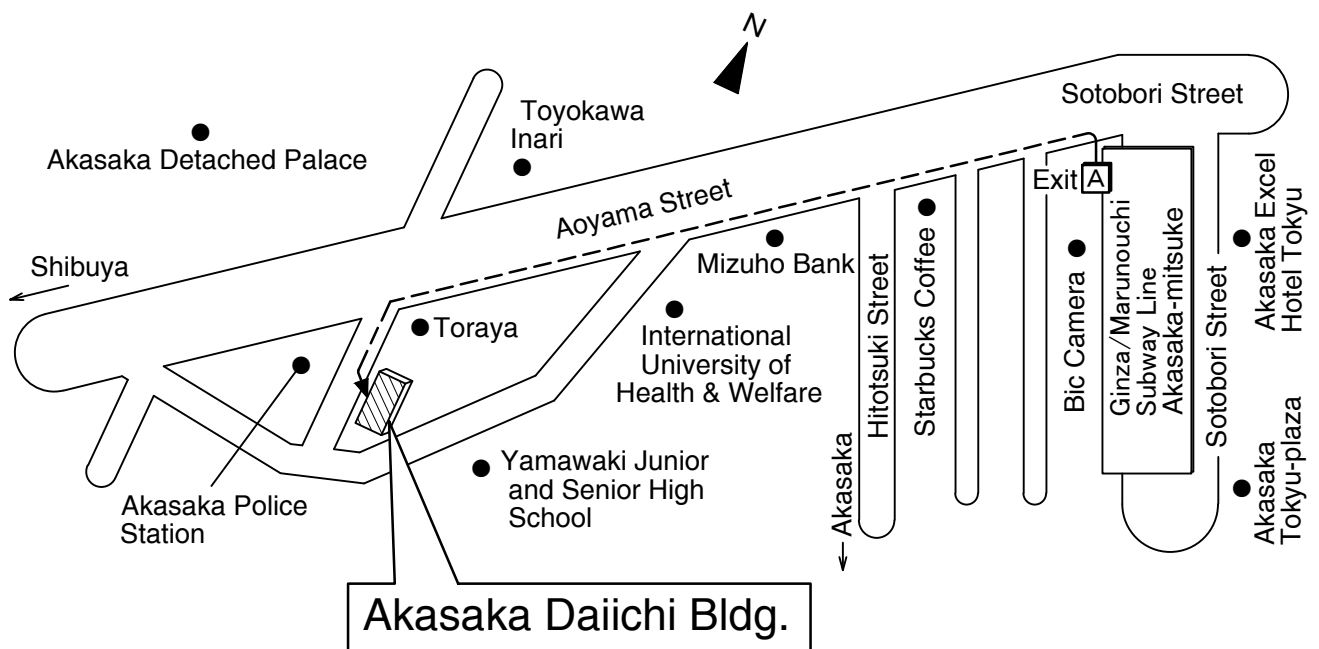 N
Sotobori Street
Toyokawa
Inari
Akasaka Detached Palace
Aoyama Street
Exit A
Shibuya
Mizuho Bank
Toraya
International
University of
Health & Welfare
Hitotsuki Street
Starbucks Coffee
Bic Camera
Ginza/Marunouchi
Subway Line
Akasaka-mitsuke
Sotobori Street
Akasaka Excel
Hotel Tokyu
Akasaka Police
Station
Yamawaki Junior
and Senior High
School
Akasaka
Akasaka
Tokyu-plaza
Akasaka Daiichi Bldg.